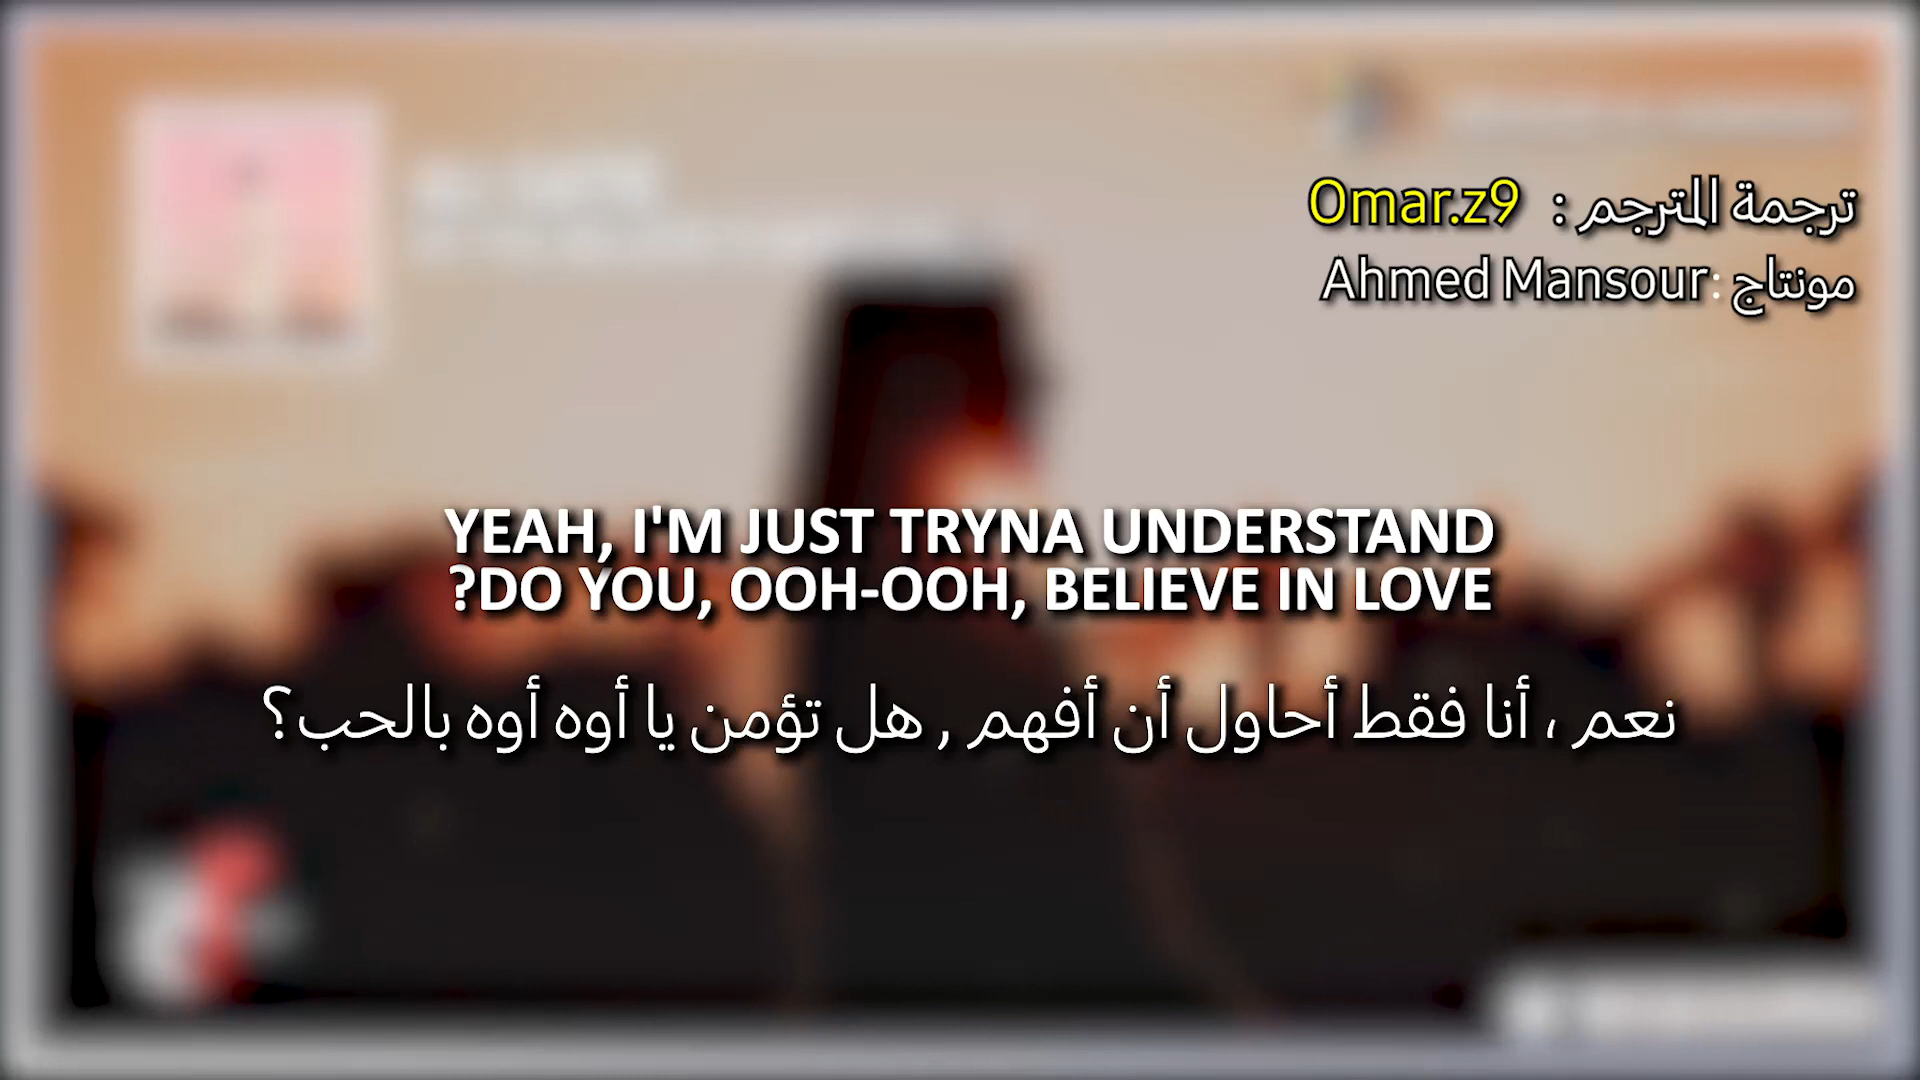 ترجمة المترجم : Omar.z9
مونتاج : Ahmed Mansour
YEAH, I'M JUST TRYNA UNDERSTAND
?DO YOU, OOH-OOH, BELIEVE IN LOVE
نعم ، أنا فقط أحاول أن أفهم , هل تؤمن يا أوه أوه بالحب؟